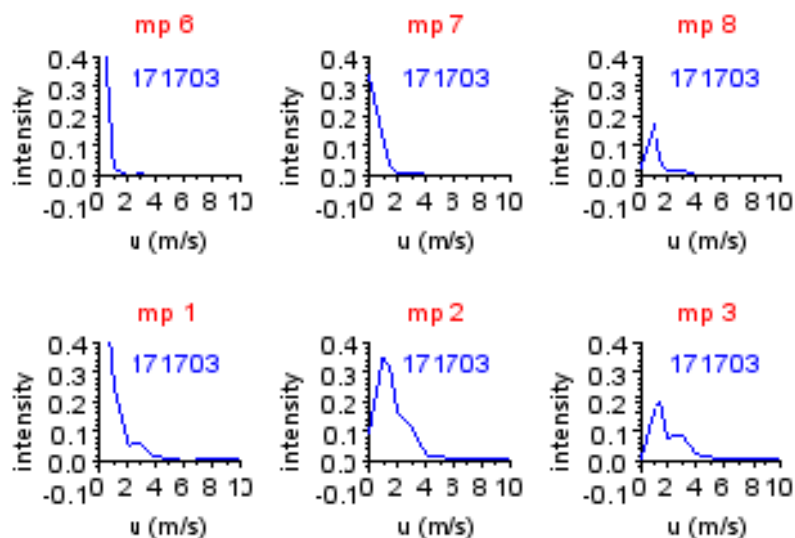 mp 6 mp 7 mp 8
0.4 171703 0.4 171703 0.4 171703
0.3 0.3 0.3
0.2 0.2 0.2
0.1 0.1 0.1
0.0 0.0 0.0
-0.1 0 2 4 6 8 10 -0.1 0 2 4 6 8 10 -0.1 0 2 4 6 8 10
intensity intensity intensity
u (m/s) u (m/s) u (m/s)
mp 1 mp 2 mp 3
0.4 171703 0.4 171703 0.4 171703
0.3 0.3 0.3
0.2 0.2 0.2
0.1 0.1 0.1
0.0 0.0 0.0
-0.1 0 2 4 6 8 10 -0.1 0 2 4 6 8 10 -0.1 0 2 4 6 8 10
intensity intensity intensity
u (m/s) u (m/s) u (m/s)